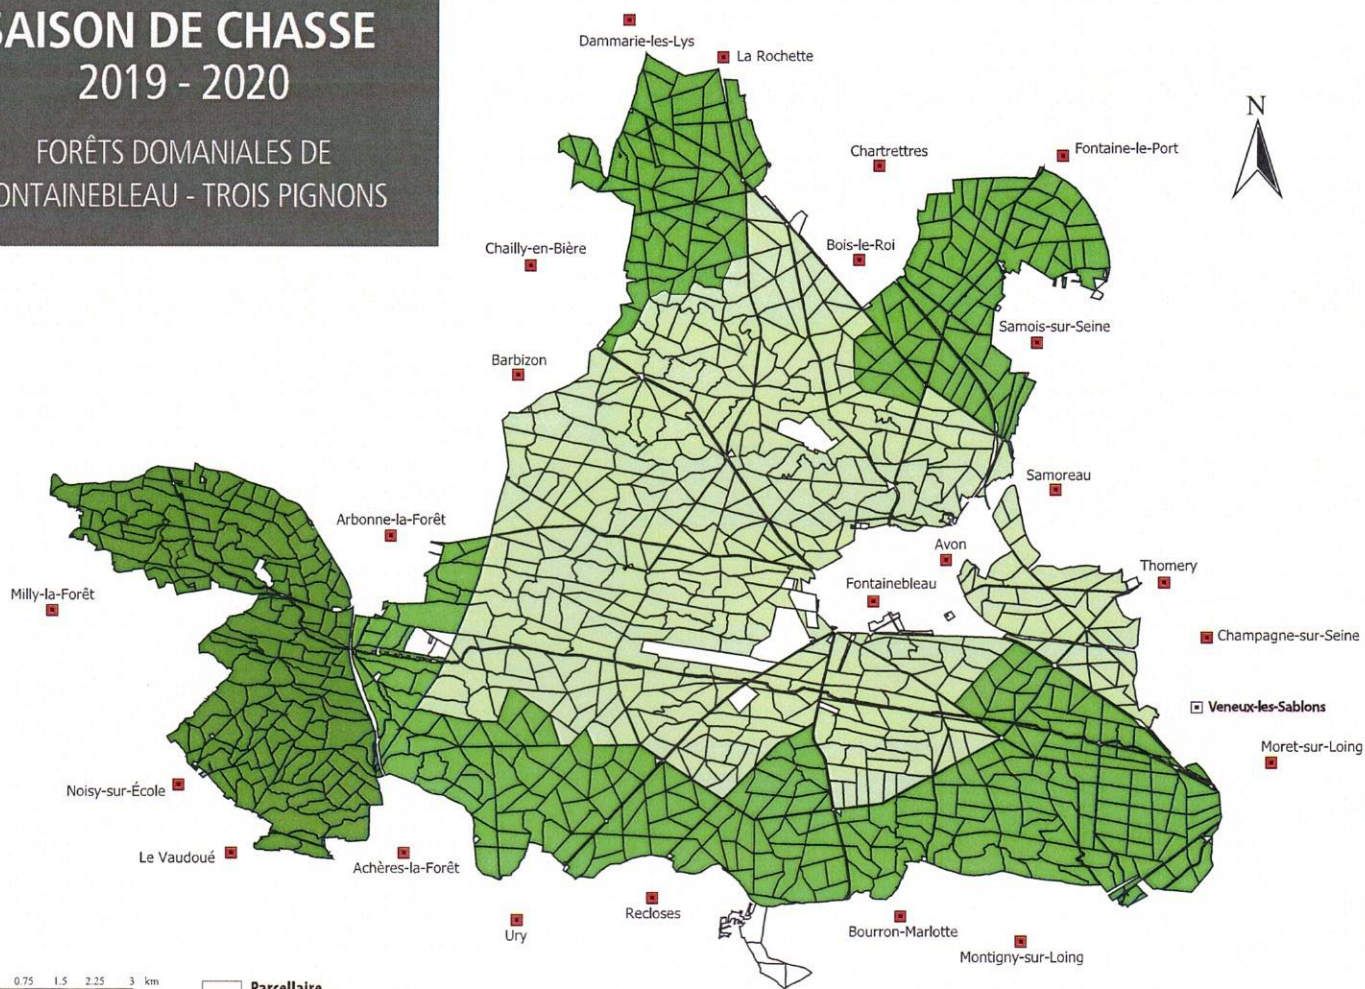 SAISON DE CHASSE
2019 - 2020
FORÊTS DOMANIALES DE
FONTAINEBLEAU - TROIS PIGNONS
Dammarie-les-Lys
La Rochette
N
Chartrettes
Fontaine-le-Port
Chailly-en-Bière
Bois-le-Roi
Samois-sur-Seine
Barbizon
Samoreau
Arbonne-la-Forêt
Avon
Thomery
Milly-la-Forêt
Fontainebleau
Champagne-sur-Seine
Veneux-les-Sablons
Moret-sur-Loing
Noisy-sur-École
Le Vaudoué
Achères-la-Forêt
Recloses
Ury
Bourron-Marlotte
Montigny-sur-Loing
0.75 1.5 2.25 3 km
Parcellaire